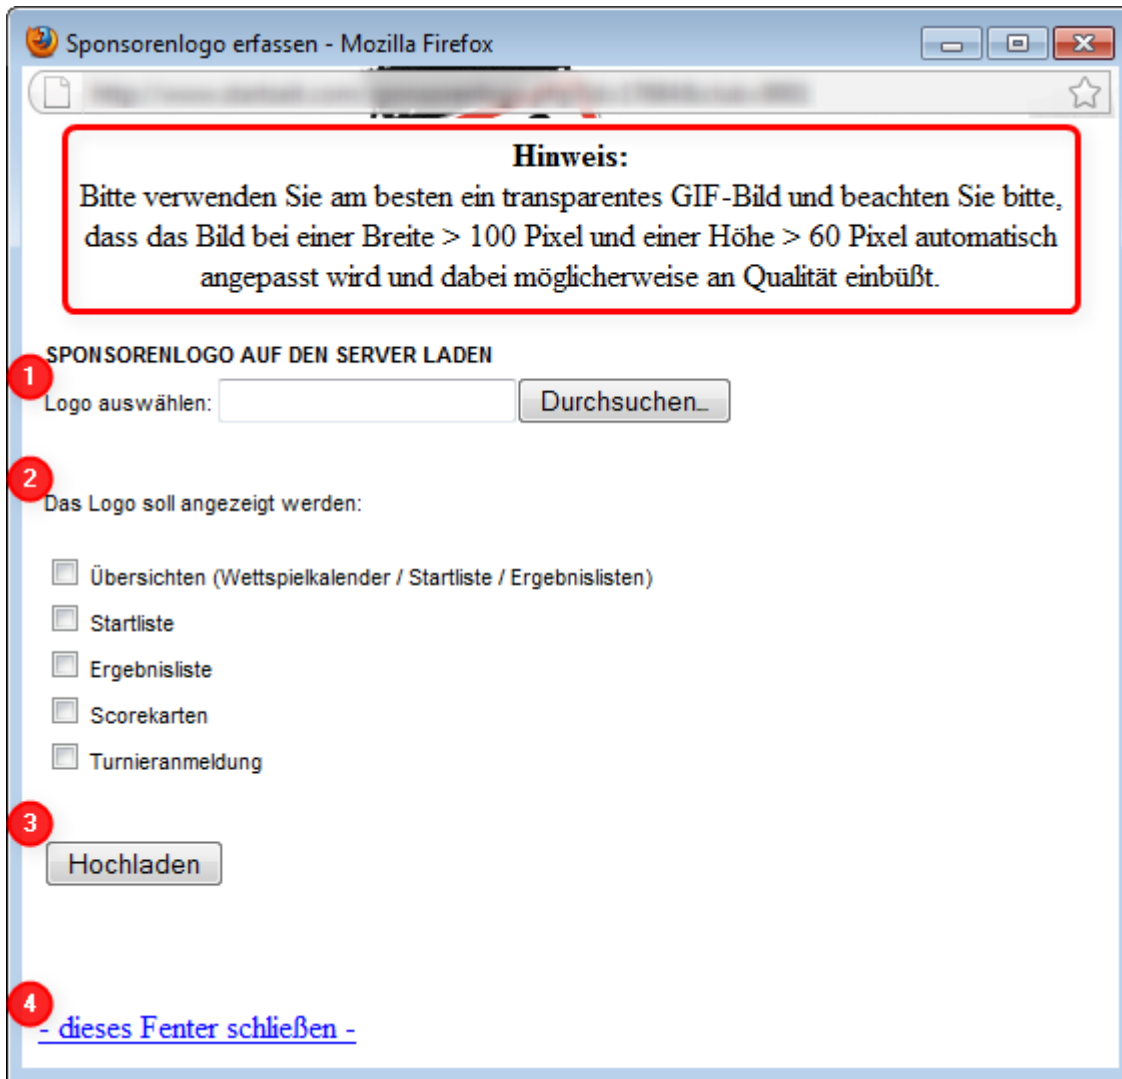 Sponsorenlogo erfassen - Mozilla Firefox
Hinweis:
Bitte verwenden Sie am besten ein transparentes GIF-Bild und beachten Sie bitte,
dass das Bild bei einer Breite > 100 Pixel und einer Höhe > 60 Pixel automatisch
angepasst wird und dabei möglicherweise an Qualität einbüßt.
SPONSORENLOGO AUF DEN SERVER LADEN
1
Logo auswählen: Durchsuchen...
2
Das Logo soll angezeigt werden:
Übersichten (Wettspielkalender / Startliste / Ergebnislisten)
Startliste
Ergebnisliste
Scorekarten
Turnieranmeldung
3
Hochladen
4
- dieses Fenter schließen -